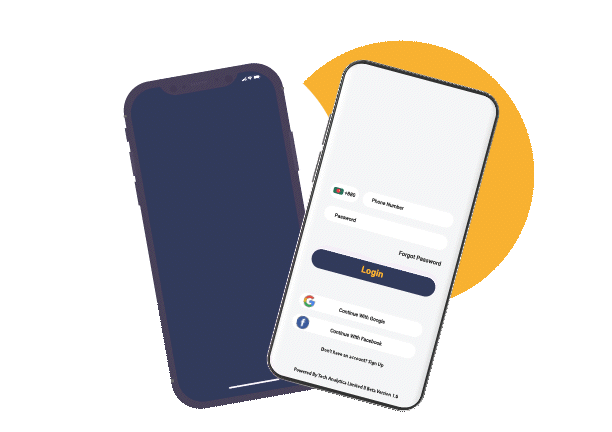 +880 Phone Number
Password
Forgot Password
Login
Continue With Google
Continue With Facebook
Don't have an account? Sign Up
Powered By Tech Analytica Limited || Beta Version 1.8